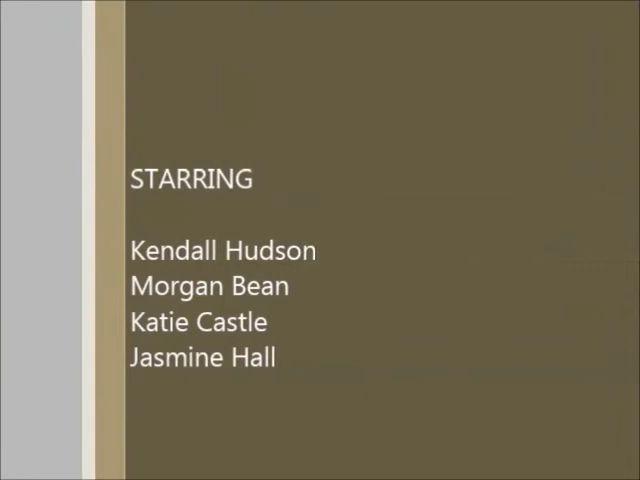 STARRING
Kendall Hudson
Morgan Bean
Katie Castle
Jasmine Hall